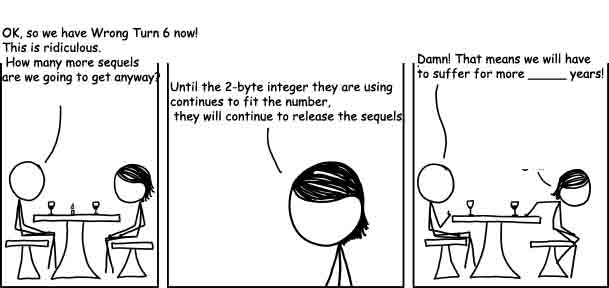 OK, so we have Wrong Turn 6 now!
This is ridiculous.
How many more sequels
are we going to get anyway?
Until the 2-byte integer they are using
continues to fit the number,
they will continue to release the sequels
Damn! That means we will have
to suffer for more _____ years!